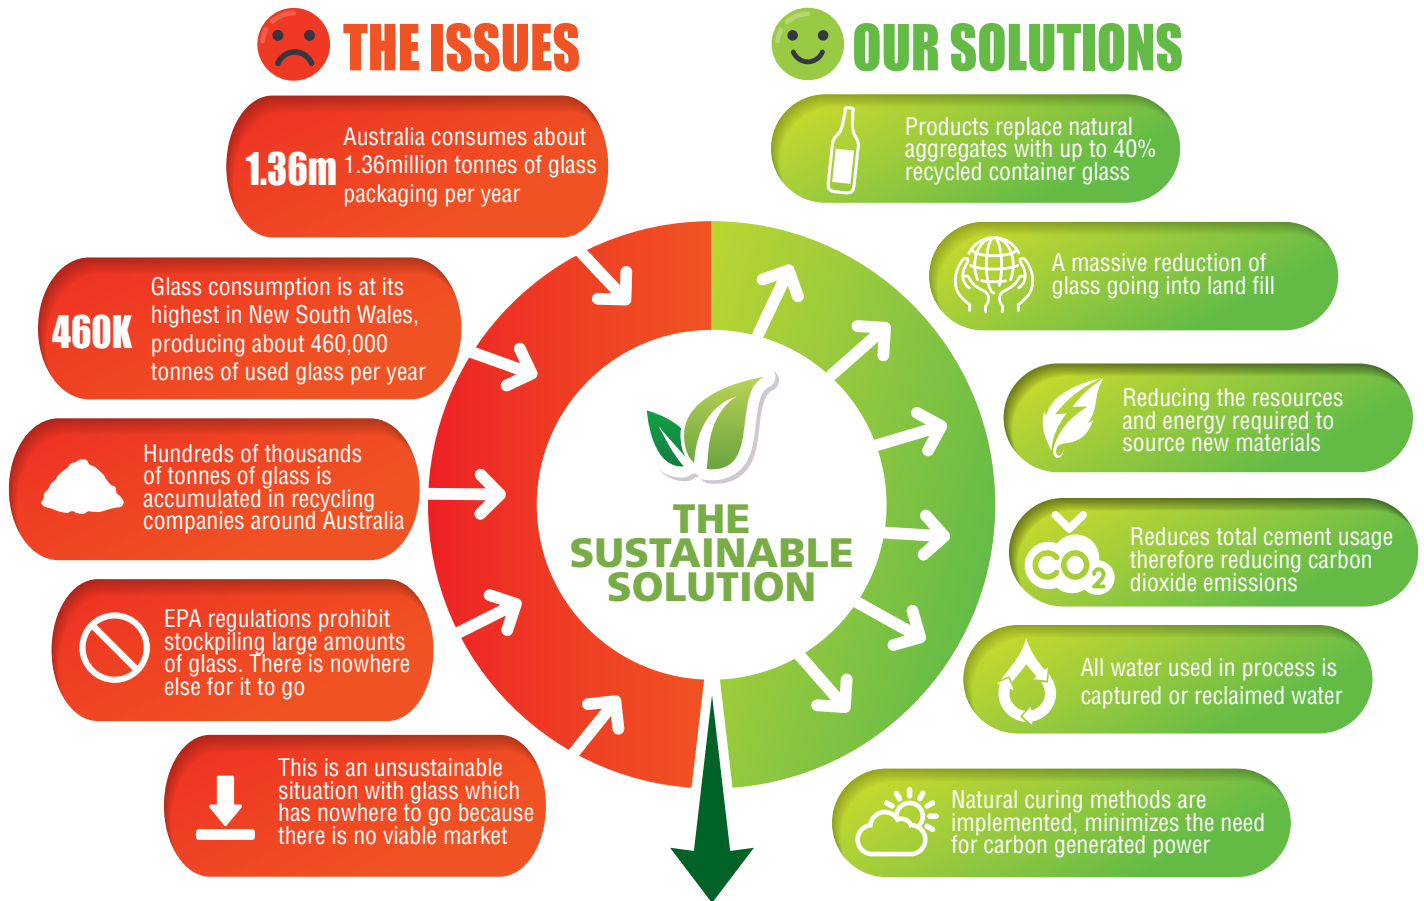 THE ISSUES
1.36m
Australia consumes about
1.36million tonnes of glass
packaging per year
460K
Glass consumption is at its
highest in New South Wales,
producing about 460,000
tonnes of used glass per year
Hundreds of thousands
of tonnes of glass is
accumulated in recycling
companies around Australia
EPA regulations prohibit
stockpiling large amounts
of glass. There is nowhere
else for it to go
This is an unsustainable
situation with glass which
has nowhere to go because
there is no viable market
THE
SUSTAINABLE
SOLUTION
OUR SOLUTIONS
Products replace natural
aggregates with up to 40%
recycled container glass
A massive reduction of
glass going into land fill
Reducing the resources
and energy required to
source new materials
CO2
Reduces total cement usage
therefore reducing carbon
dioxide emissions
All water used in process is
captured or reclaimed water
Natural curing methods are
implemented, minimizes the need
for carbon generated power